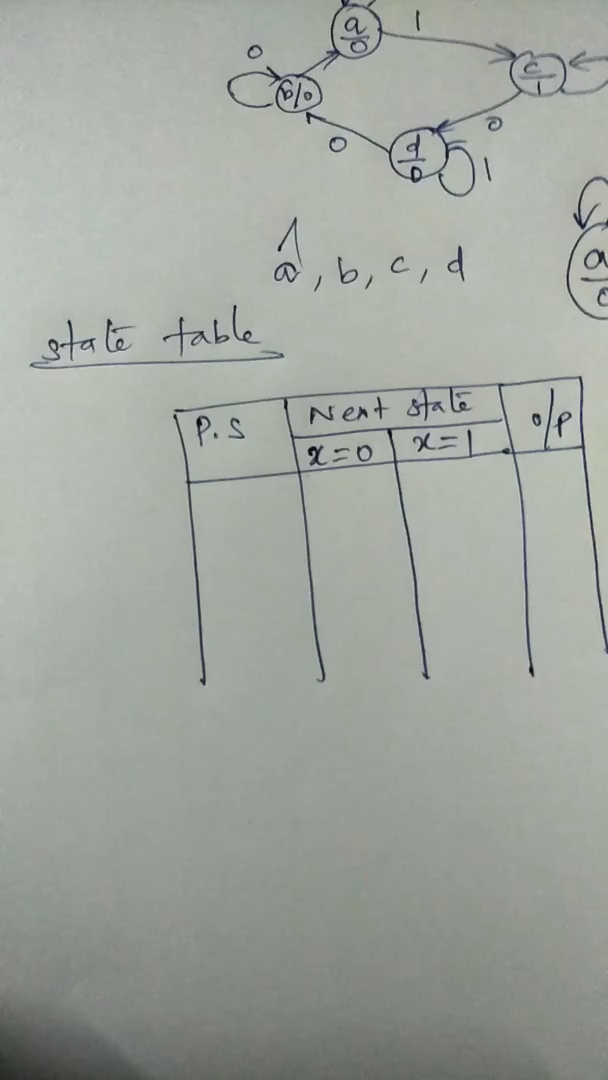 a/0 1
0
b/0 c/1
0
0 d/0 1
a, b, c, d
a
state table
P.S Next state o/p
x=0 x=1